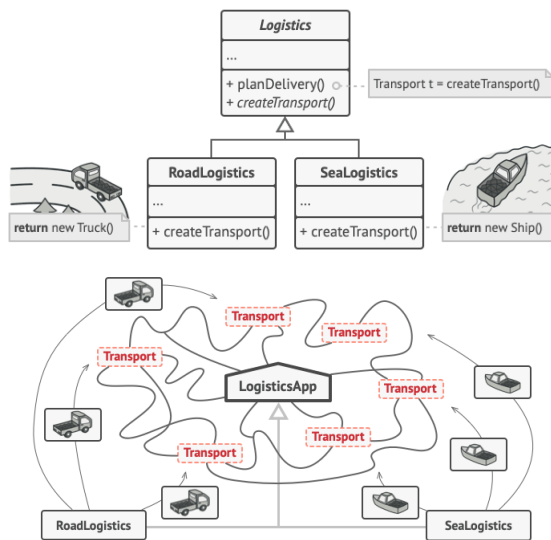 Logistics
...
+ planDelivery()
+ createTransport()
Transport t = createTransport()
RoadLogistics
...
+ createTransport()
SeaLogistics
...
+ createTransport()
return new Truck()
return new Ship()
Transport
Transport
Transport
LogisticsApp
Transport
Transport
Transport
RoadLogistics
SeaLogistics